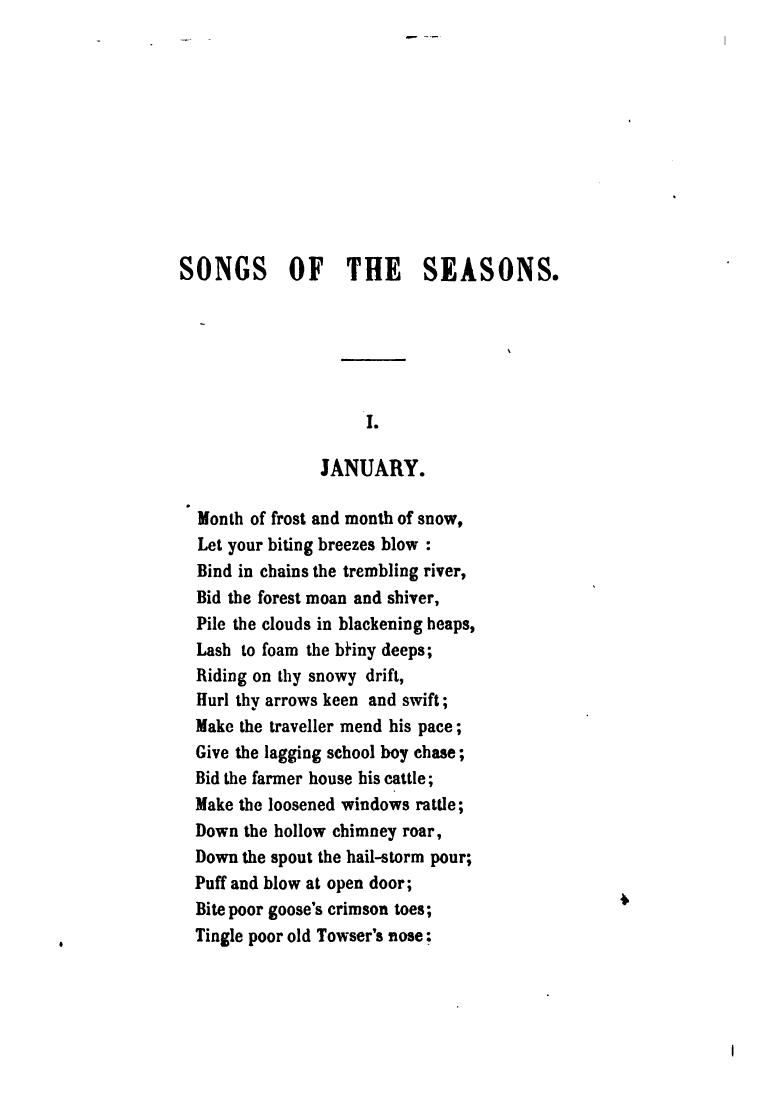 SONGS OF THE SEASONS.
I.
JANUARY.
Month of frost and month of snow,
Let your biting breezes blow :
Bind in chains the trembling river,
Bid the forest moan and shiver,
Pile the clouds in blackening heaps,
Lash to foam the briny deeps;
Riding on thy snowy drift,
Hurl thy arrows keen and swift;
Make the traveller mend his pace;
Give the lagging school boy chase;
Bid the farmer house his cattle;
Make the loosened windows rattle;
Down the hollow chimney roar,
Down the spout the hail-storm pour;
Puff and blow at open door;
Bite poor goose's crimson toes;
Tingle poor old Towser's nose;